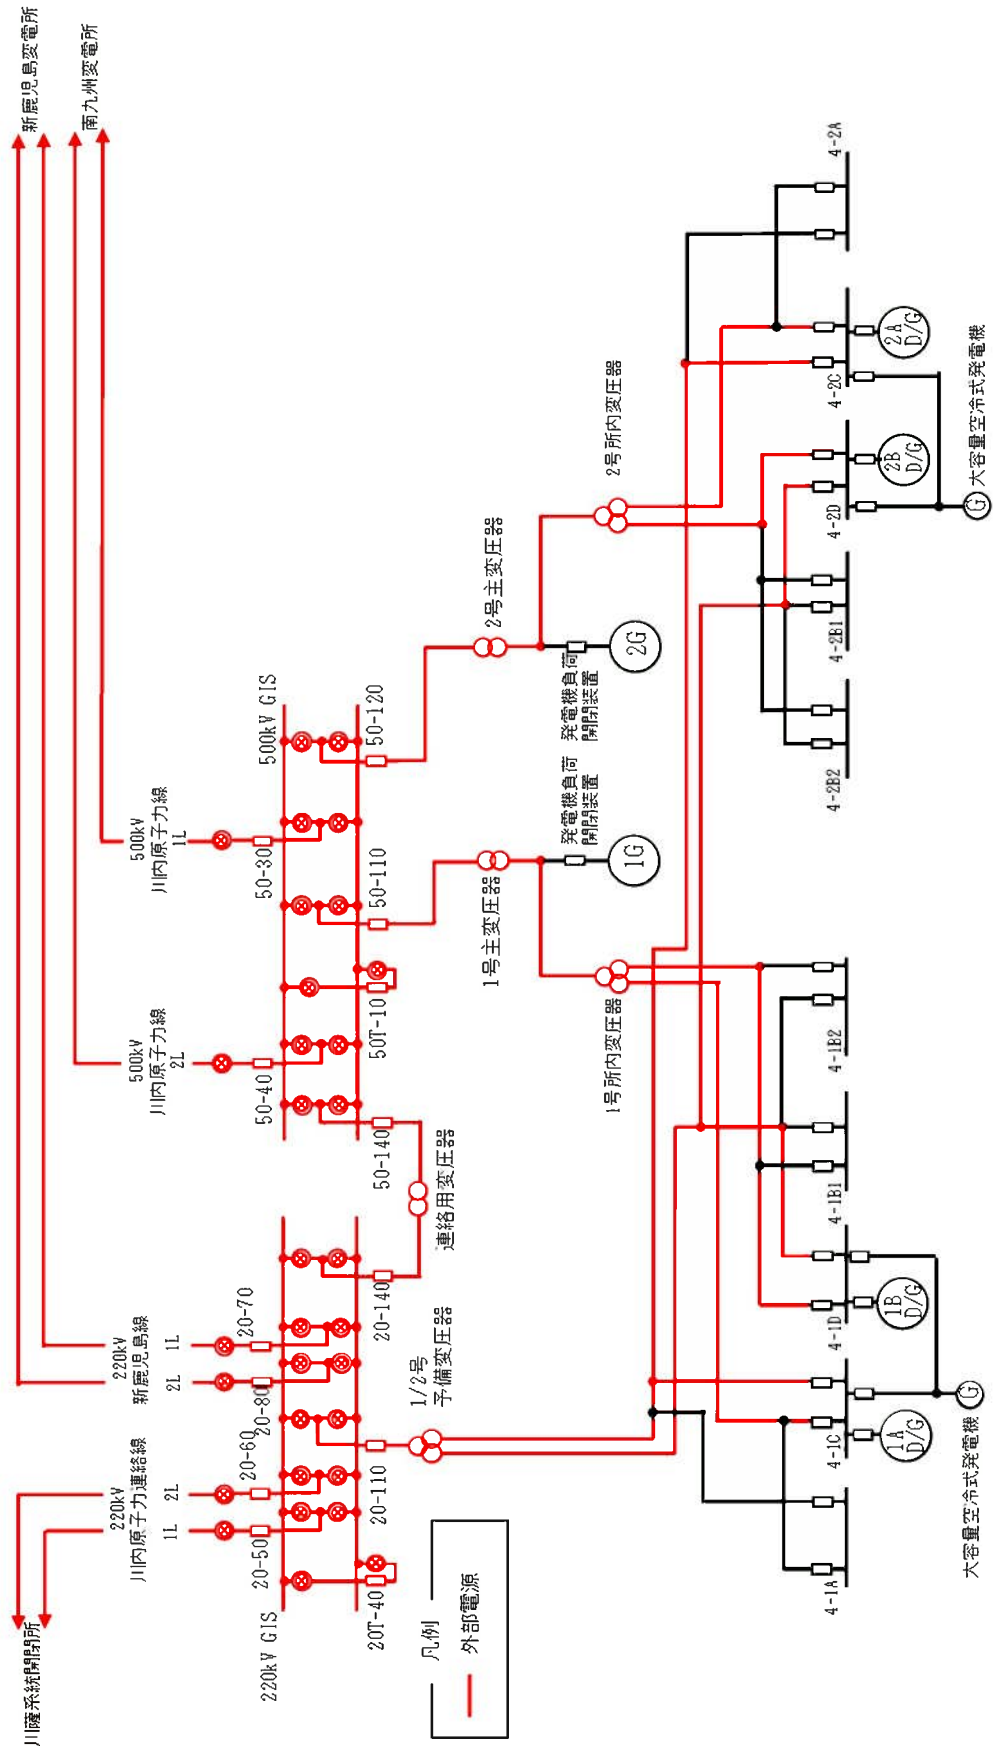 川薩系統開閉所
新鹿児島変電所
南九州変電所
220kV
川内原子力連絡線
1L
2L
220kV
新鹿児島線
2L
1L
500kV
川内原子力線
2L
500kV
川内原子力線
1L
220kV GIS
20-50
20-60
20-80
20-70
50-40
50-30
500kV GIS
20T-40
20-110
20-140
50-140
50T-10
50-110
50-120
1/2号
予備変圧器
連絡用変圧器
1号主変圧器
2号主変圧器
発電機負荷
開閉装置
発電機負荷
開閉装置
1G
2G
1号所内変圧器
2号所内変圧器
凡例
外部電源
4-1A
4-1C
4-1D
4-1B1
4-1B2
4-2B2
4-2B1
4-2D
4-2C
4-2A
1A
D/G
1B
D/G
2B
D/G
2A
D/G
G
大容量空冷式発電機
G
大容量空冷式発電機